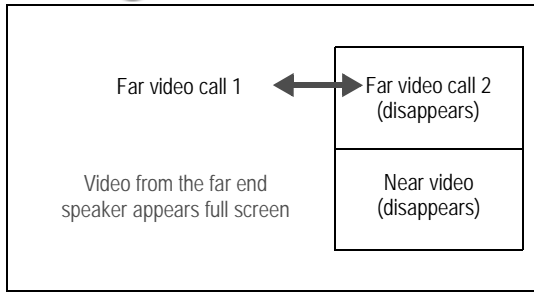 Far video call 1
Far video call 2
(disappears)
Video from the far end
speaker appears full screen
Near video
(disappears)